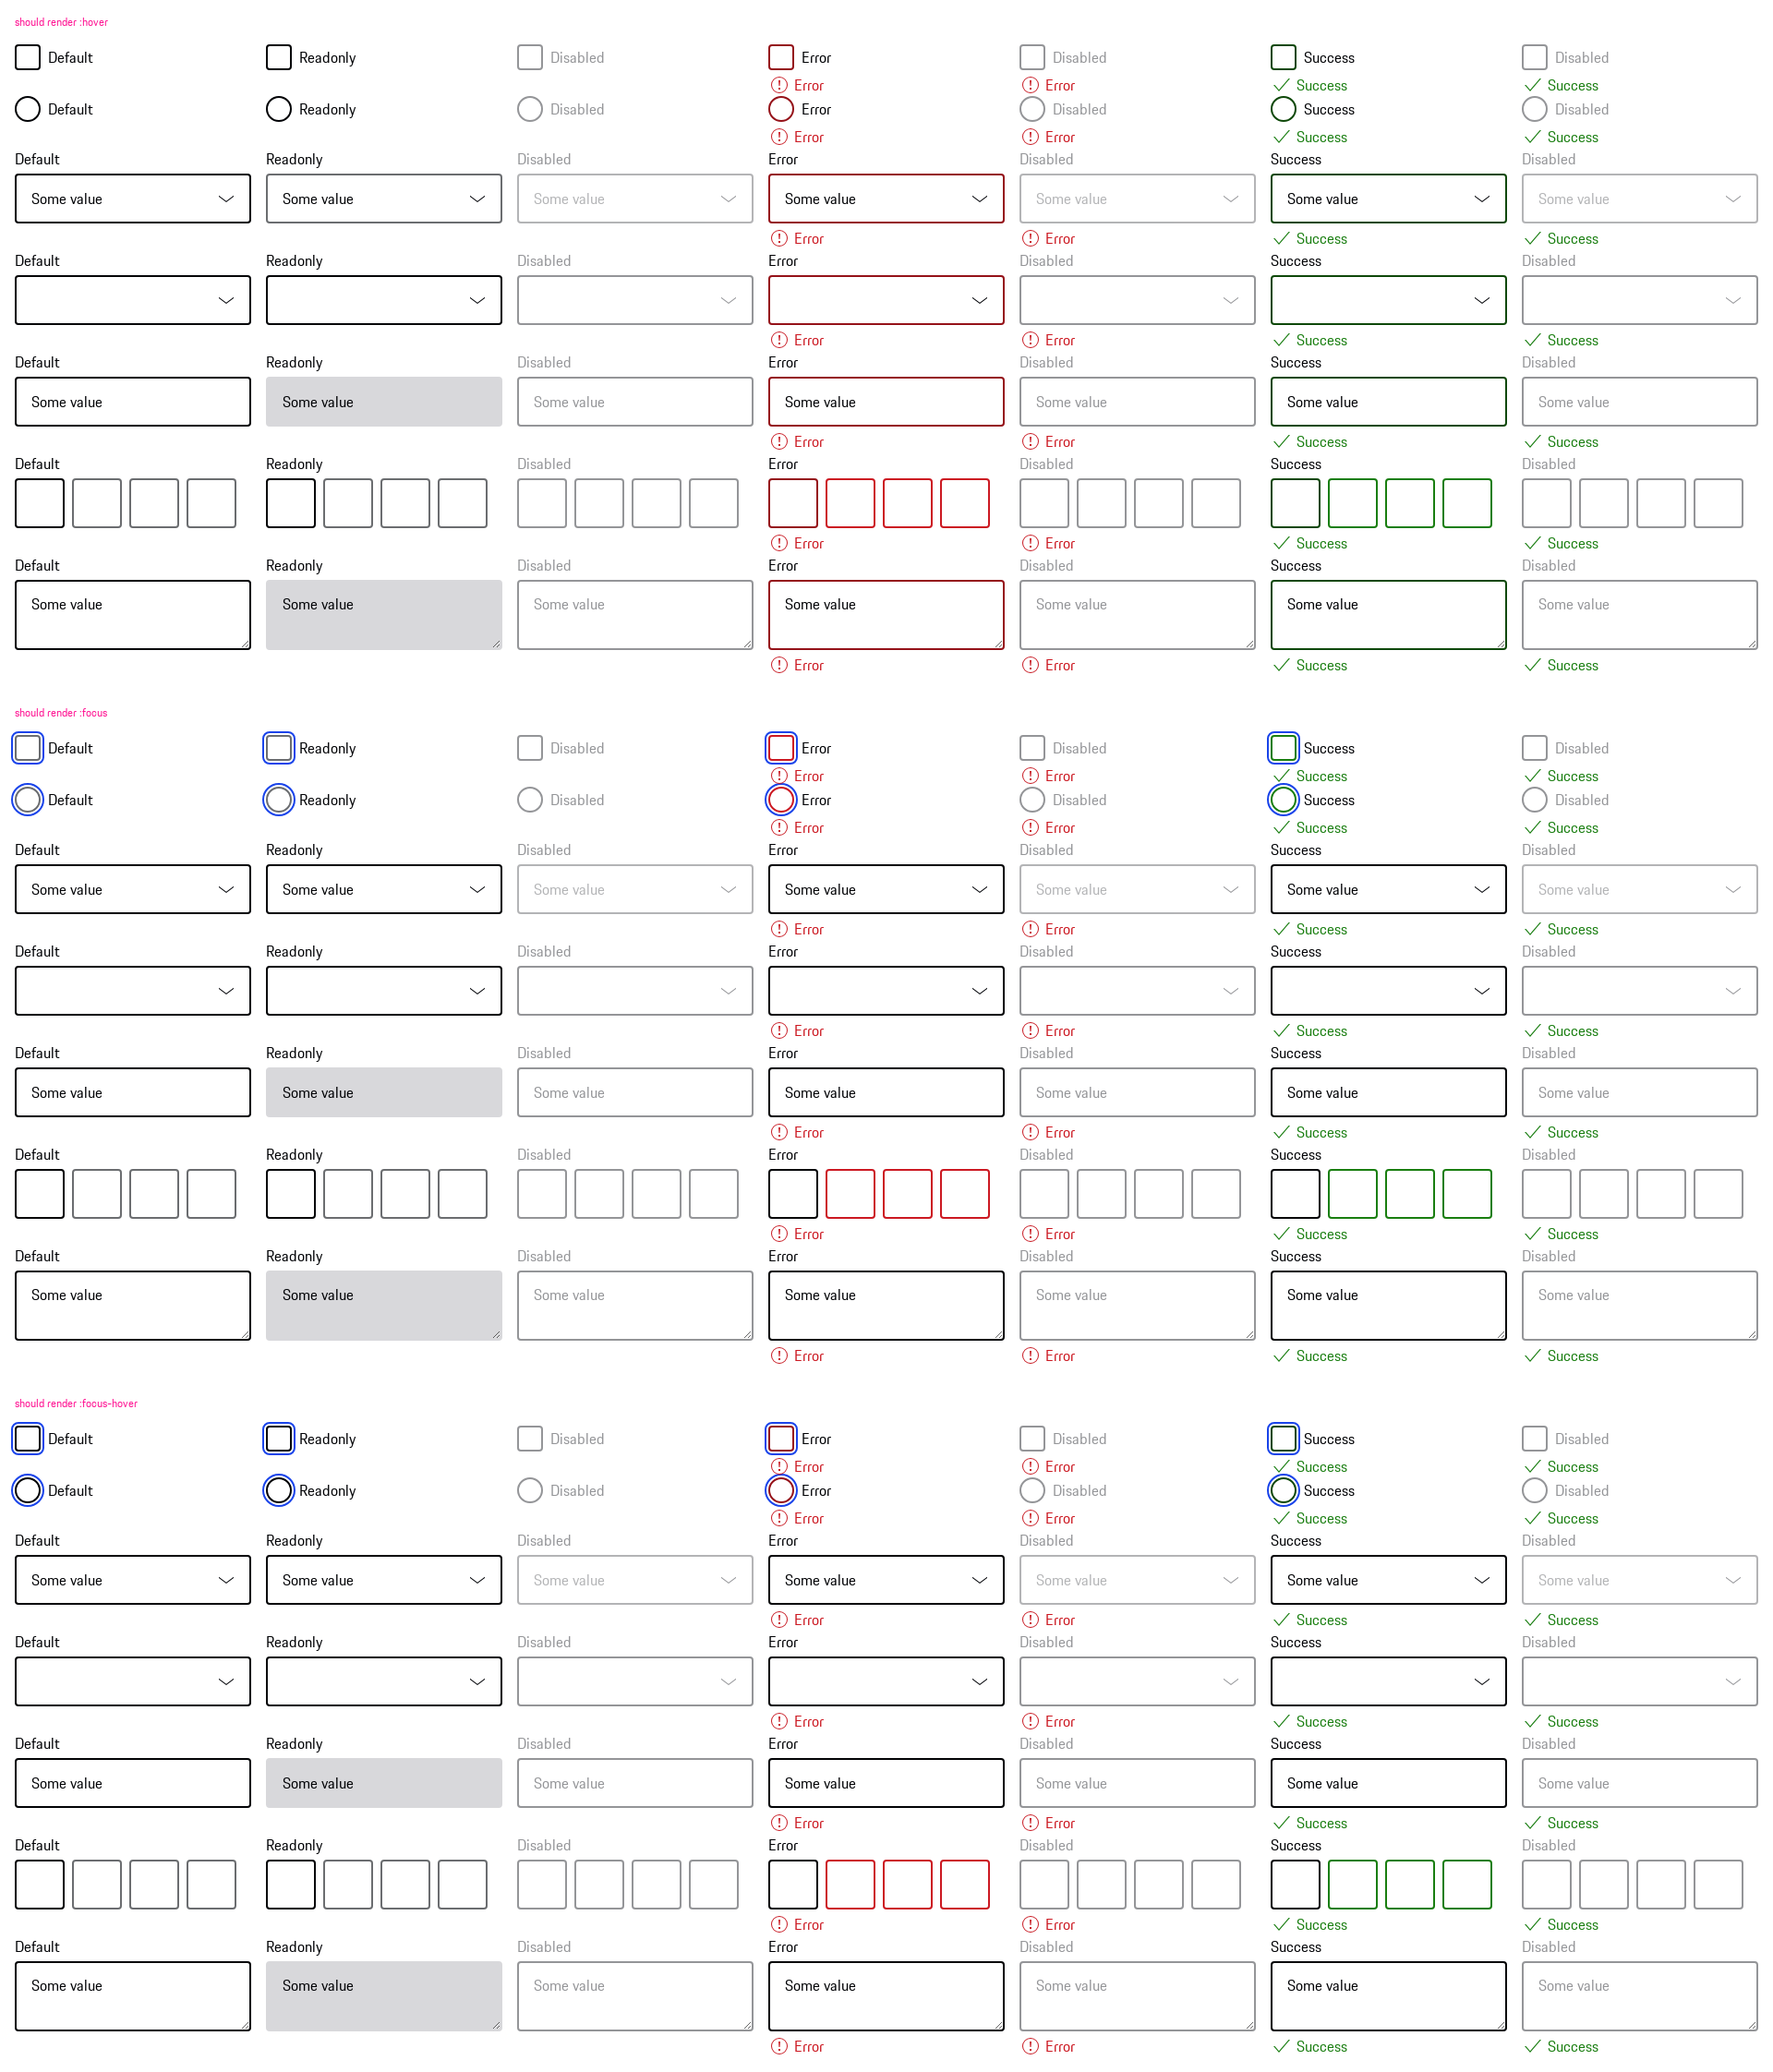 should render :hover
Default Readonly Disabled Error Disabled Success Disabled
Error Error Success Success
Default Readonly Disabled Error Disabled Success Disabled
Error Error Success Success
Default Readonly Disabled Error Disabled Success Disabled
Some value Some value Some value Some value Some value Some value Some value
Error Error Success Success
Default Readonly Disabled Error Disabled Success Disabled
Error Error Success Success
Default Readonly Disabled Error Disabled Success Disabled
Some value Some value Some value Some value Some value Some value Some value
Error Error Success Success
Default Readonly Disabled Error Disabled Success Disabled
Error Error Success Success
Default Readonly Disabled Error Disabled Success Disabled
Some value Some value Some value Some value Some value Some value Some value
Error Error Success Success
should render :focus
Default Readonly Disabled Error Disabled Success Disabled
Error Error Success Success
Default Readonly Disabled Error Disabled Success Disabled
Error Error Success Success
Default Readonly Disabled Error Disabled Success Disabled
Some value Some value Some value Some value Some value Some value Some value
Error Error Success Success
Default Readonly Disabled Error Disabled Success Disabled
Error Error Success Success
Default Readonly Disabled Error Disabled Success Disabled
Some value Some value Some value Some value Some value Some value Some value
Error Error Success Success
Default Readonly Disabled Error Disabled Success Disabled
Error Error Success Success
Default Readonly Disabled Error Disabled Success Disabled
Some value Some value Some value Some value Some value Some value Some value
Error Error Success Success
should render :focus-hover
Default Readonly Disabled Error Disabled Success Disabled
Error Error Success Success
Default Readonly Disabled Error Disabled Success Disabled
Error Error Success Success
Default Readonly Disabled Error Disabled Success Disabled
Some value Some value Some value Some value Some value Some value Some value
Error Error Success Success
Default Readonly Disabled Error Disabled Success Disabled
Error Error Success Success
Default Readonly Disabled Error Disabled Success Disabled
Some value Some value Some value Some value Some value Some value Some value
Error Error Success Success
Default Readonly Disabled Error Disabled Success Disabled
Error Error Success Success
Default Readonly Disabled Error Disabled Success Disabled
Some value Some value Some value Some value Some value Some value Some value
Error Error Success Success